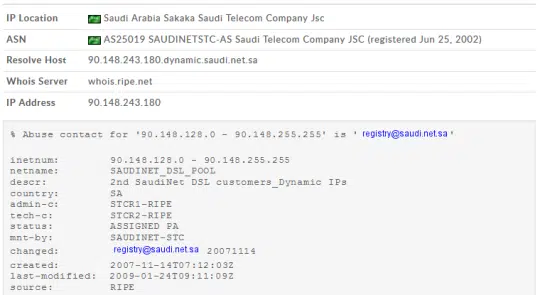 IP Location Saudi Arabia Sakaka Saudi Telecom Company Jsc
ASN AS25019 SAUDINETSTC-AS Saudi Telecom Company JSC (registered Jun 25, 2002)
Resolve Host 90.148.243.180.dynamic.saudi.net.sa
Whois Server whois.ripe.net
IP Address 90.148.243.180
% Abuse contact for '90.148.128.0 - 90.148.255.255' is ' registry@saudi.net.sa '
inetnum: 90.148.128.0 - 90.148.255.255
netname: SAUDINET_DSL_POOL
descr: 2nd SaudiNet DSL customers_Dynamic IPs
country: SA
admin-c: STCR1-RIPE
tech-c: STCR2-RIPE
status: ASSIGNED PA
mnt-by: SAUDINET-STC
changed: registry@saudi.net.sa 20071114
created: 2007-11-14T07:12:03Z
last-modified: 2009-01-24T09:11:09Z
source: RIPE